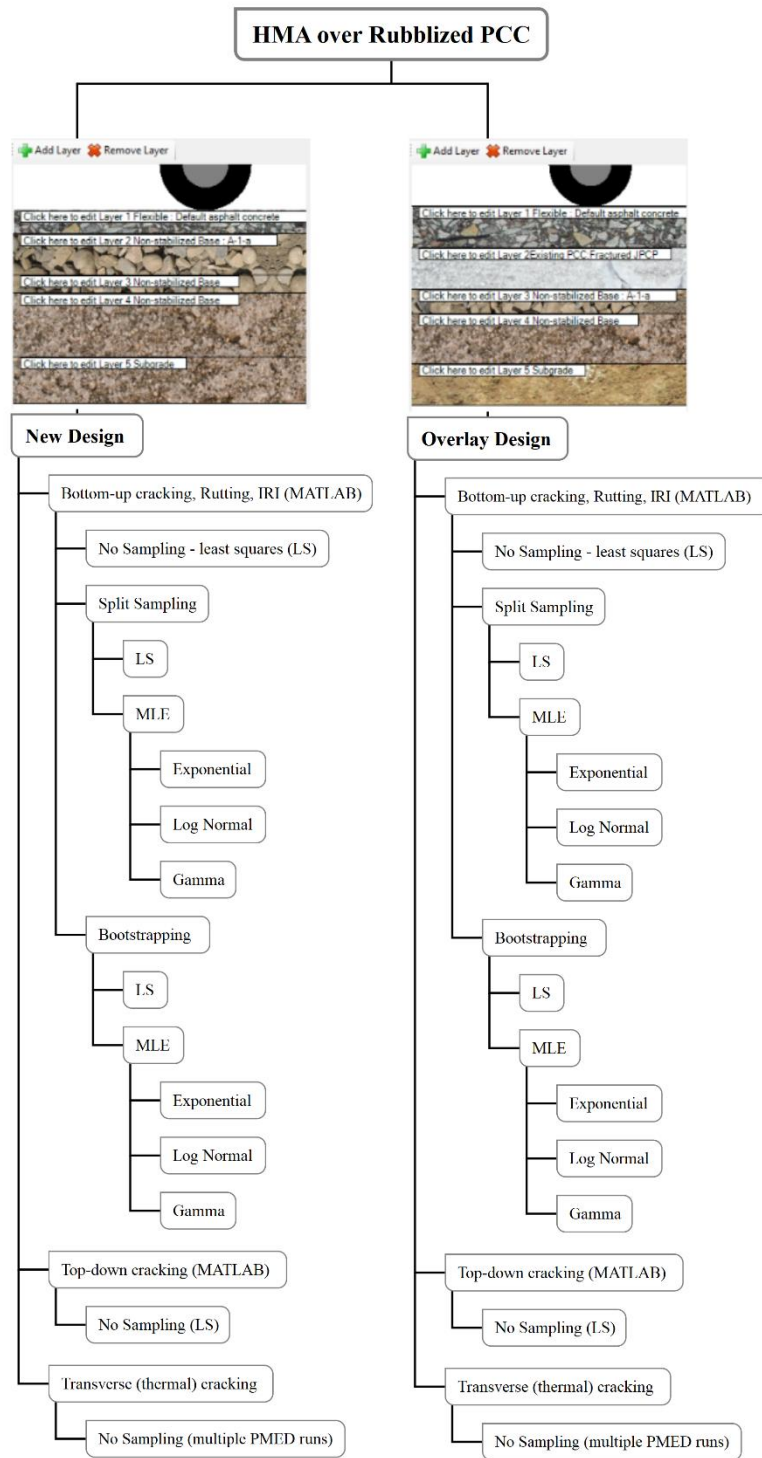 HMA over Rubblized PCC
Add Layer Remove Layer
Click here to edit Layer 1 Flexible : Default asphalt concrete
Click here to edit Layer 2 Non-stabilized Base : A-1-a
Click here to edit Layer 3 Non-stabilized Base
Click here to edit Layer 4 Non-stabilized Base
Click here to edit Layer 5 Subgrade
New Design
Bottom-up cracking, Rutting, IRI (MATLAB)
No Sampling - least squares (LS)
Split Sampling
LS
MLE
Exponential
Log Normal
Gamma
Bootstrapping
LS
MLE
Exponential
Log Normal
Gamma
Top-down cracking (MATLAB)
No Sampling (LS)
Transverse (thermal) cracking
No Sampling (multiple PMED runs)
Add Layer Remove Layer
Click here to edit Layer 1 Flexible : Default asphalt concrete
Click here to edit Layer 2Existing PCC Fractured JPCP
Click here to edit Layer 3 Non-stabilized Base : A-1-a
Click here to edit Layer 4 Non-stabilized Base
Click here to edit Layer 5 Subgrade
Overlay Design
Bottom-up cracking, Rutting, IRI (MATLAB)
No Sampling - least squares (LS)
Split Sampling
LS
MLE
Exponential
Log Normal
Gamma
Bootstrapping
LS
MLE
Exponential
Log Normal
Gamma
Top-down cracking (MATLAB)
No Sampling (LS)
Transverse (thermal) cracking
No Sampling (multiple PMED runs)